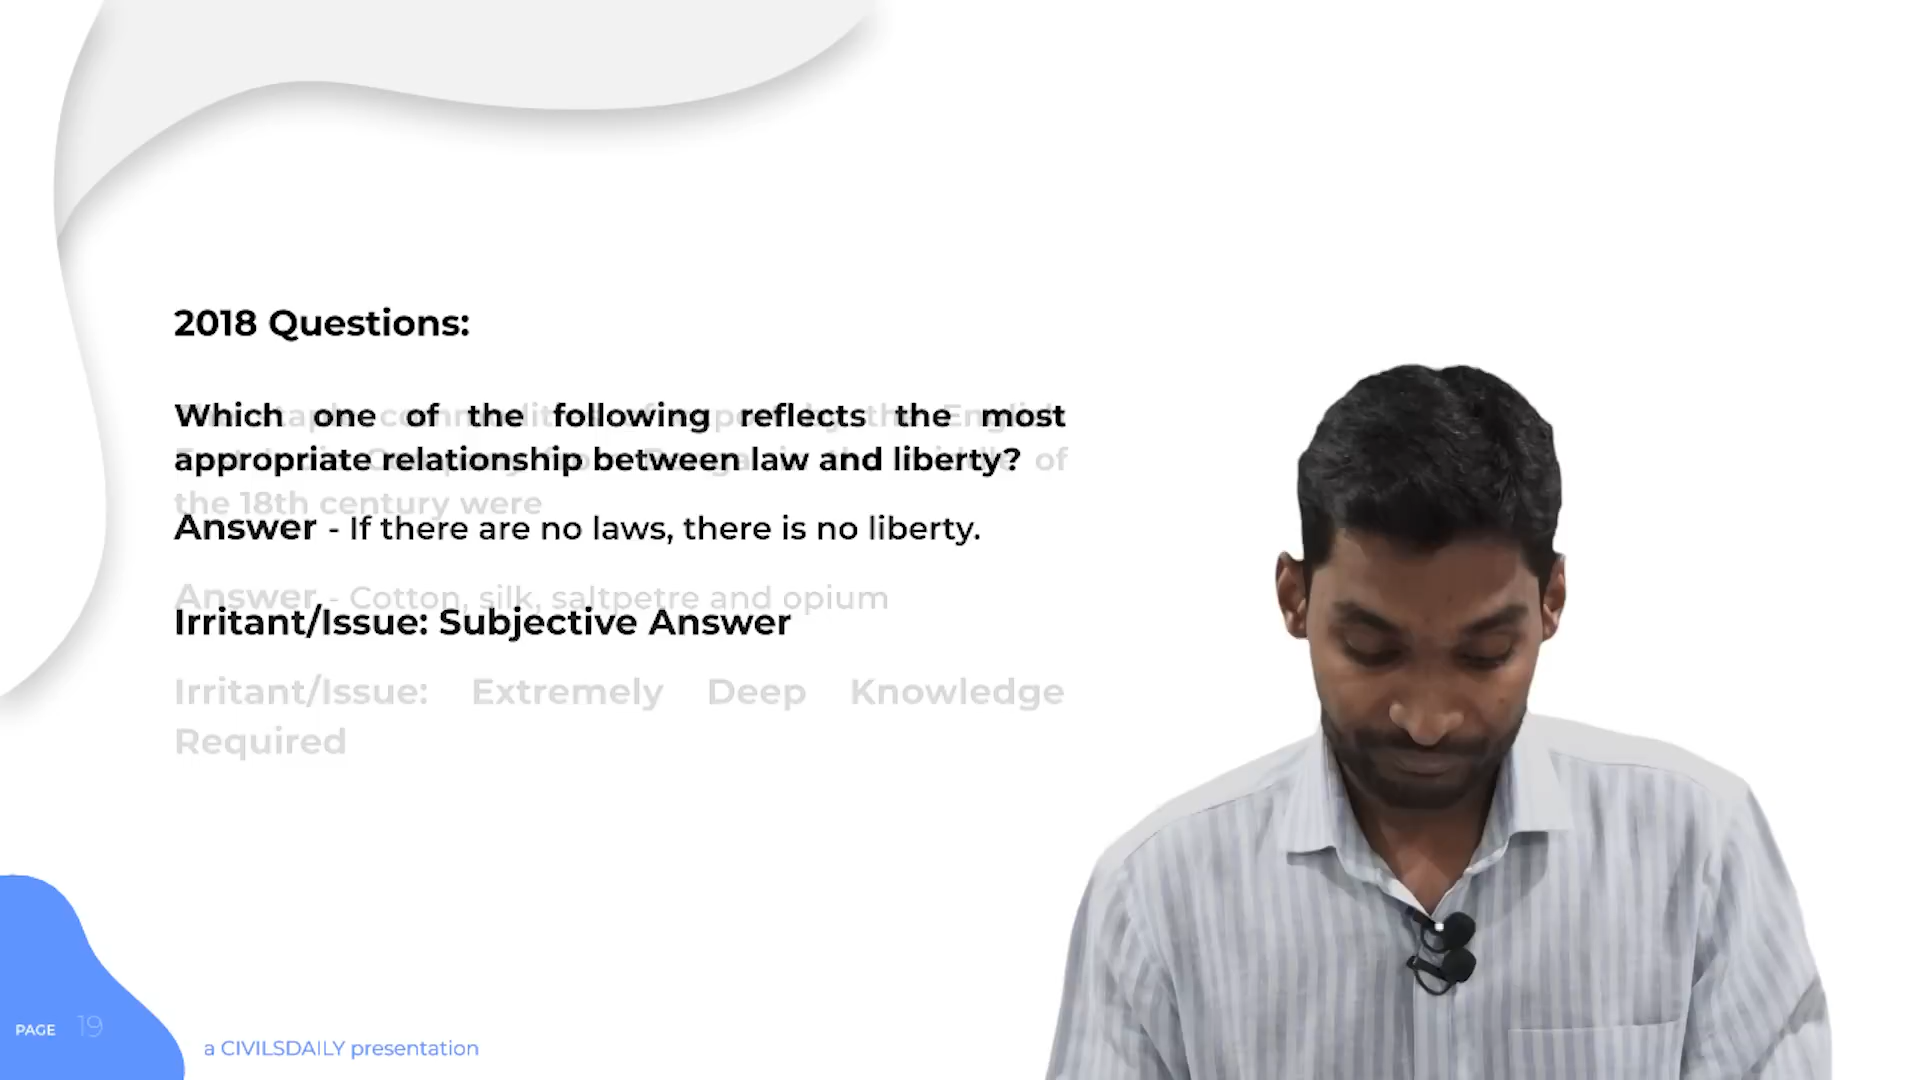 2018 Questions:
Which one of the following reflects the most
appropriate relationship between law and liberty?
the 18th century were
Answer - If there are no laws, there is no liberty.
Answer - Cotton, silk, saltpetre and opium
Irritant/Issue: Subjective Answer
Irritant/Issue: Extremely Deep Knowledge
Required
PAGE 19
a CIVILSDAILY presentation